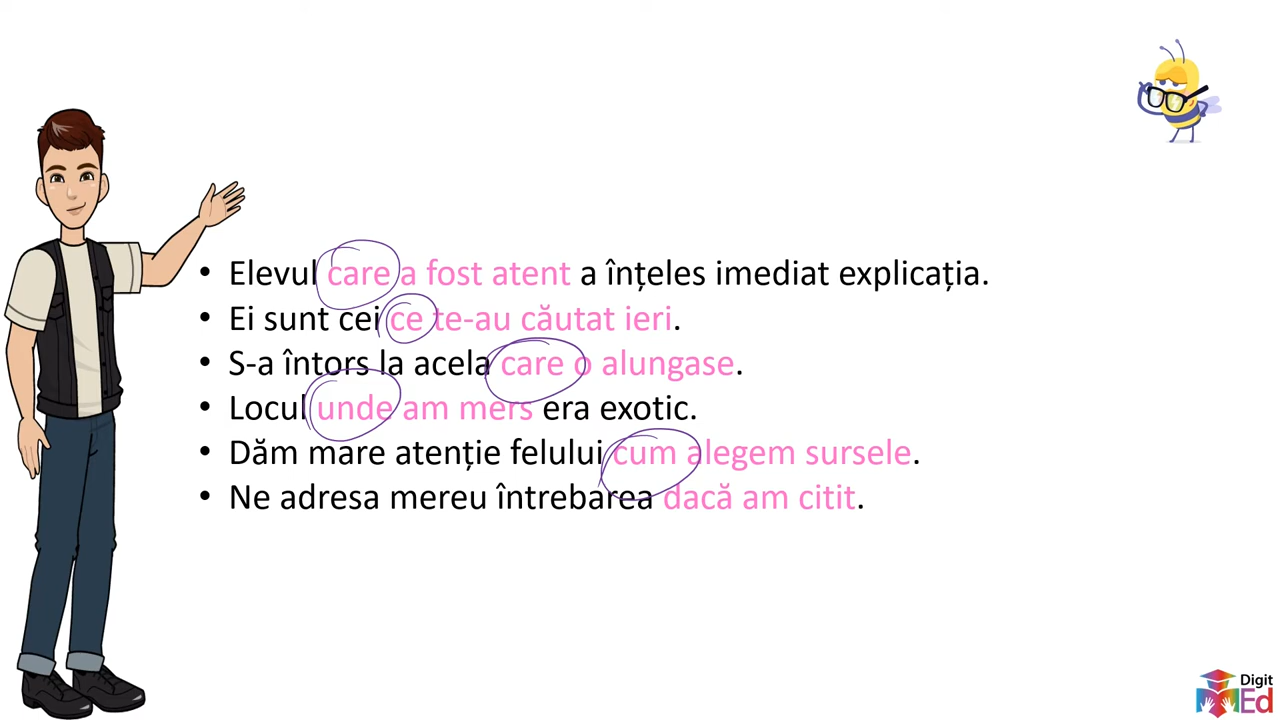 • Elevul care a fost atent a înțeles imediat explicația.
• Ei sunt cei ce te-au căutat ieri.
• S-a întors la acela care o alungase.
• Locul unde am mers era exotic.
• Dăm mare atenție felului cum alegem sursele.
• Ne adresa mereu întrebarea dacă am citit.
Digit
Ed